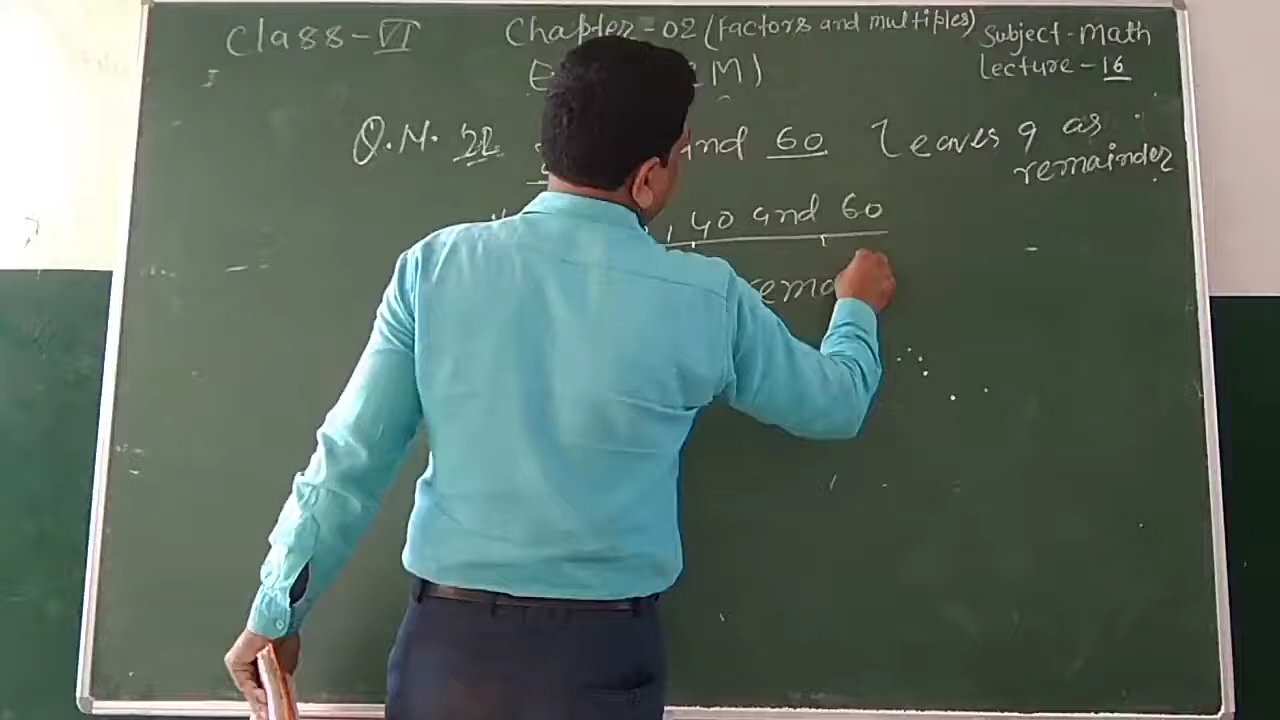 Class-VI Chapter-02 (Factors and multiples) Subject-Math
Lecture-16
M)
Q.N. 22 and 60 leaves 9 as
remainder
, 40 and 60